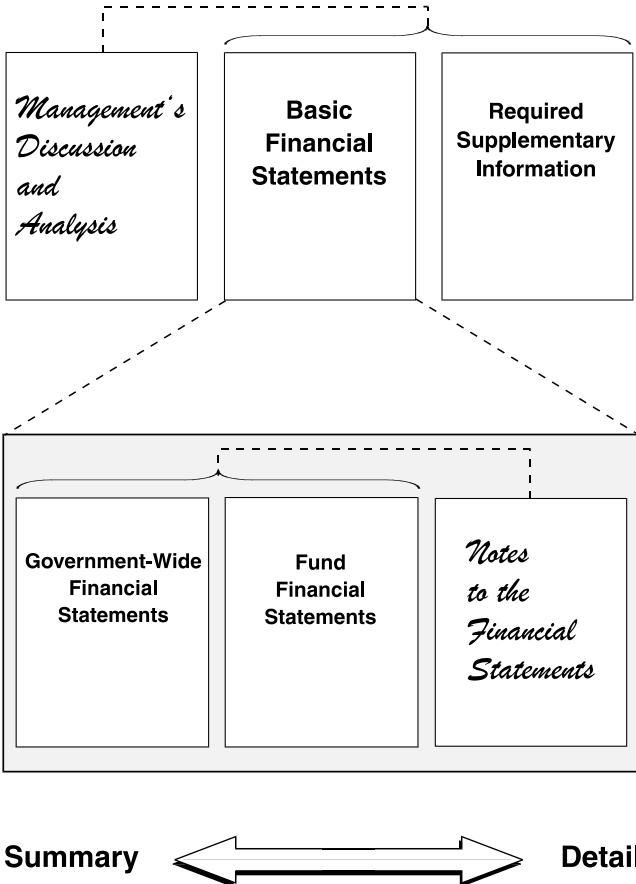 Management's
Discussion
and
Analysis
Basic
Financial
Statements
Required
Supplementary
Information
Government-Wide
Financial
Statements
Fund
Financial
Statements
Notes
to the
Financial
Statements
Summary
Detail